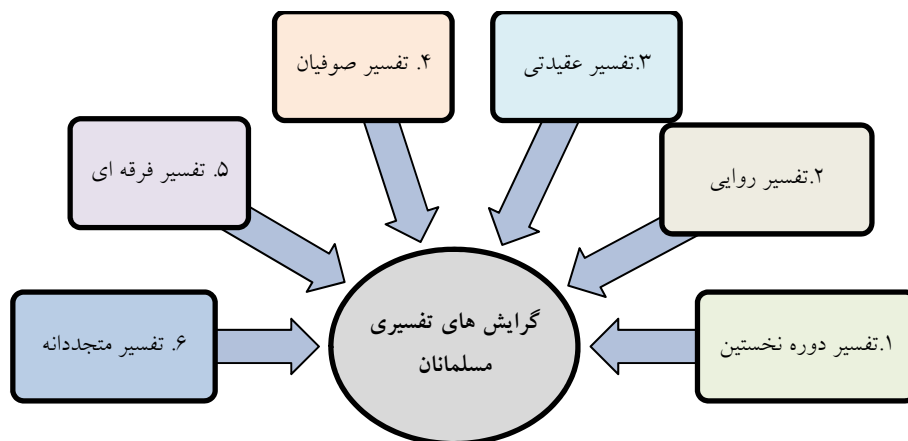 ۱.تفسیر دوره نخستین
۲.تفسیر روایی
۳.تفسیر عقیدتی
۴. تفسیر صوفیان
۵. تفسیر فرقه ای
۶. تفسیر متجددانه
گرایش های تفسیری
مسلمانان